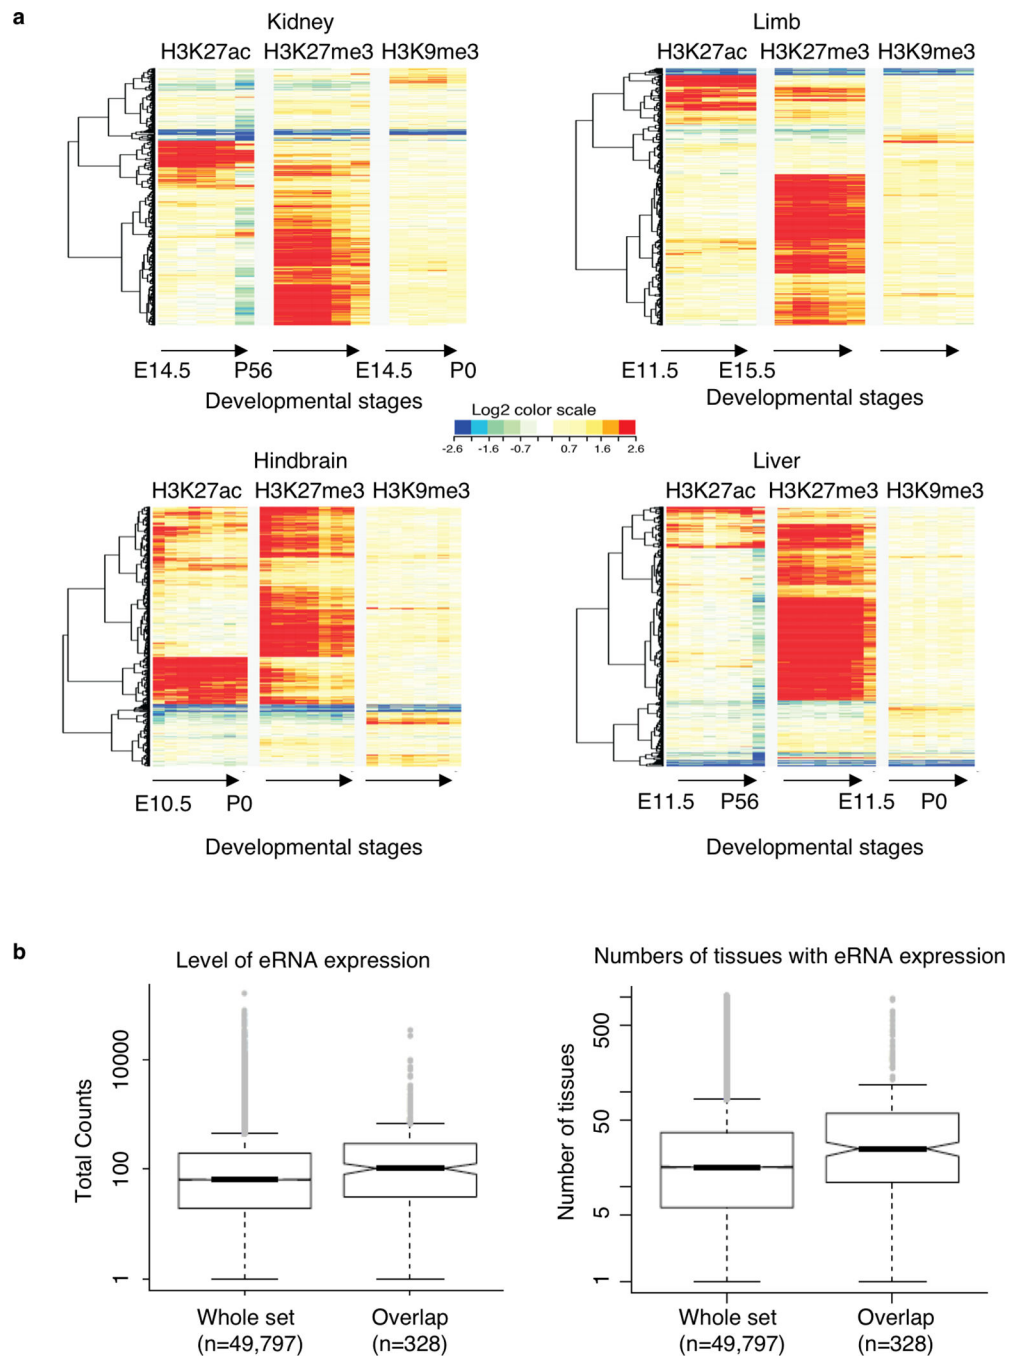 a
Kidney
H3K27ac H3K27me3 H3K9me3
E14.5 P56 E14.5 P0
Developmental stages
Limb
H3K27ac H3K27me3 H3K9me3
E11.5 E15.5
Developmental stages
Log2 color scale
-2.6 -1.6 -0.7 0.7 1.6 2.6
Hindbrain
H3K27ac H3K27me3 H3K9me3
E10.5 P0
Developmental stages
Liver
H3K27ac H3K27me3 H3K9me3
E11.5 P56 E11.5 P0
Developmental stages
b
Level of eRNA expression
Total Counts
10000
100
1
Whole set Overlap
(n=49,797) (n=328)
Numbers of tissues with eRNA expression
Number of tissues
500
50
5
1
Whole set Overlap
(n=49,797) (n=328)